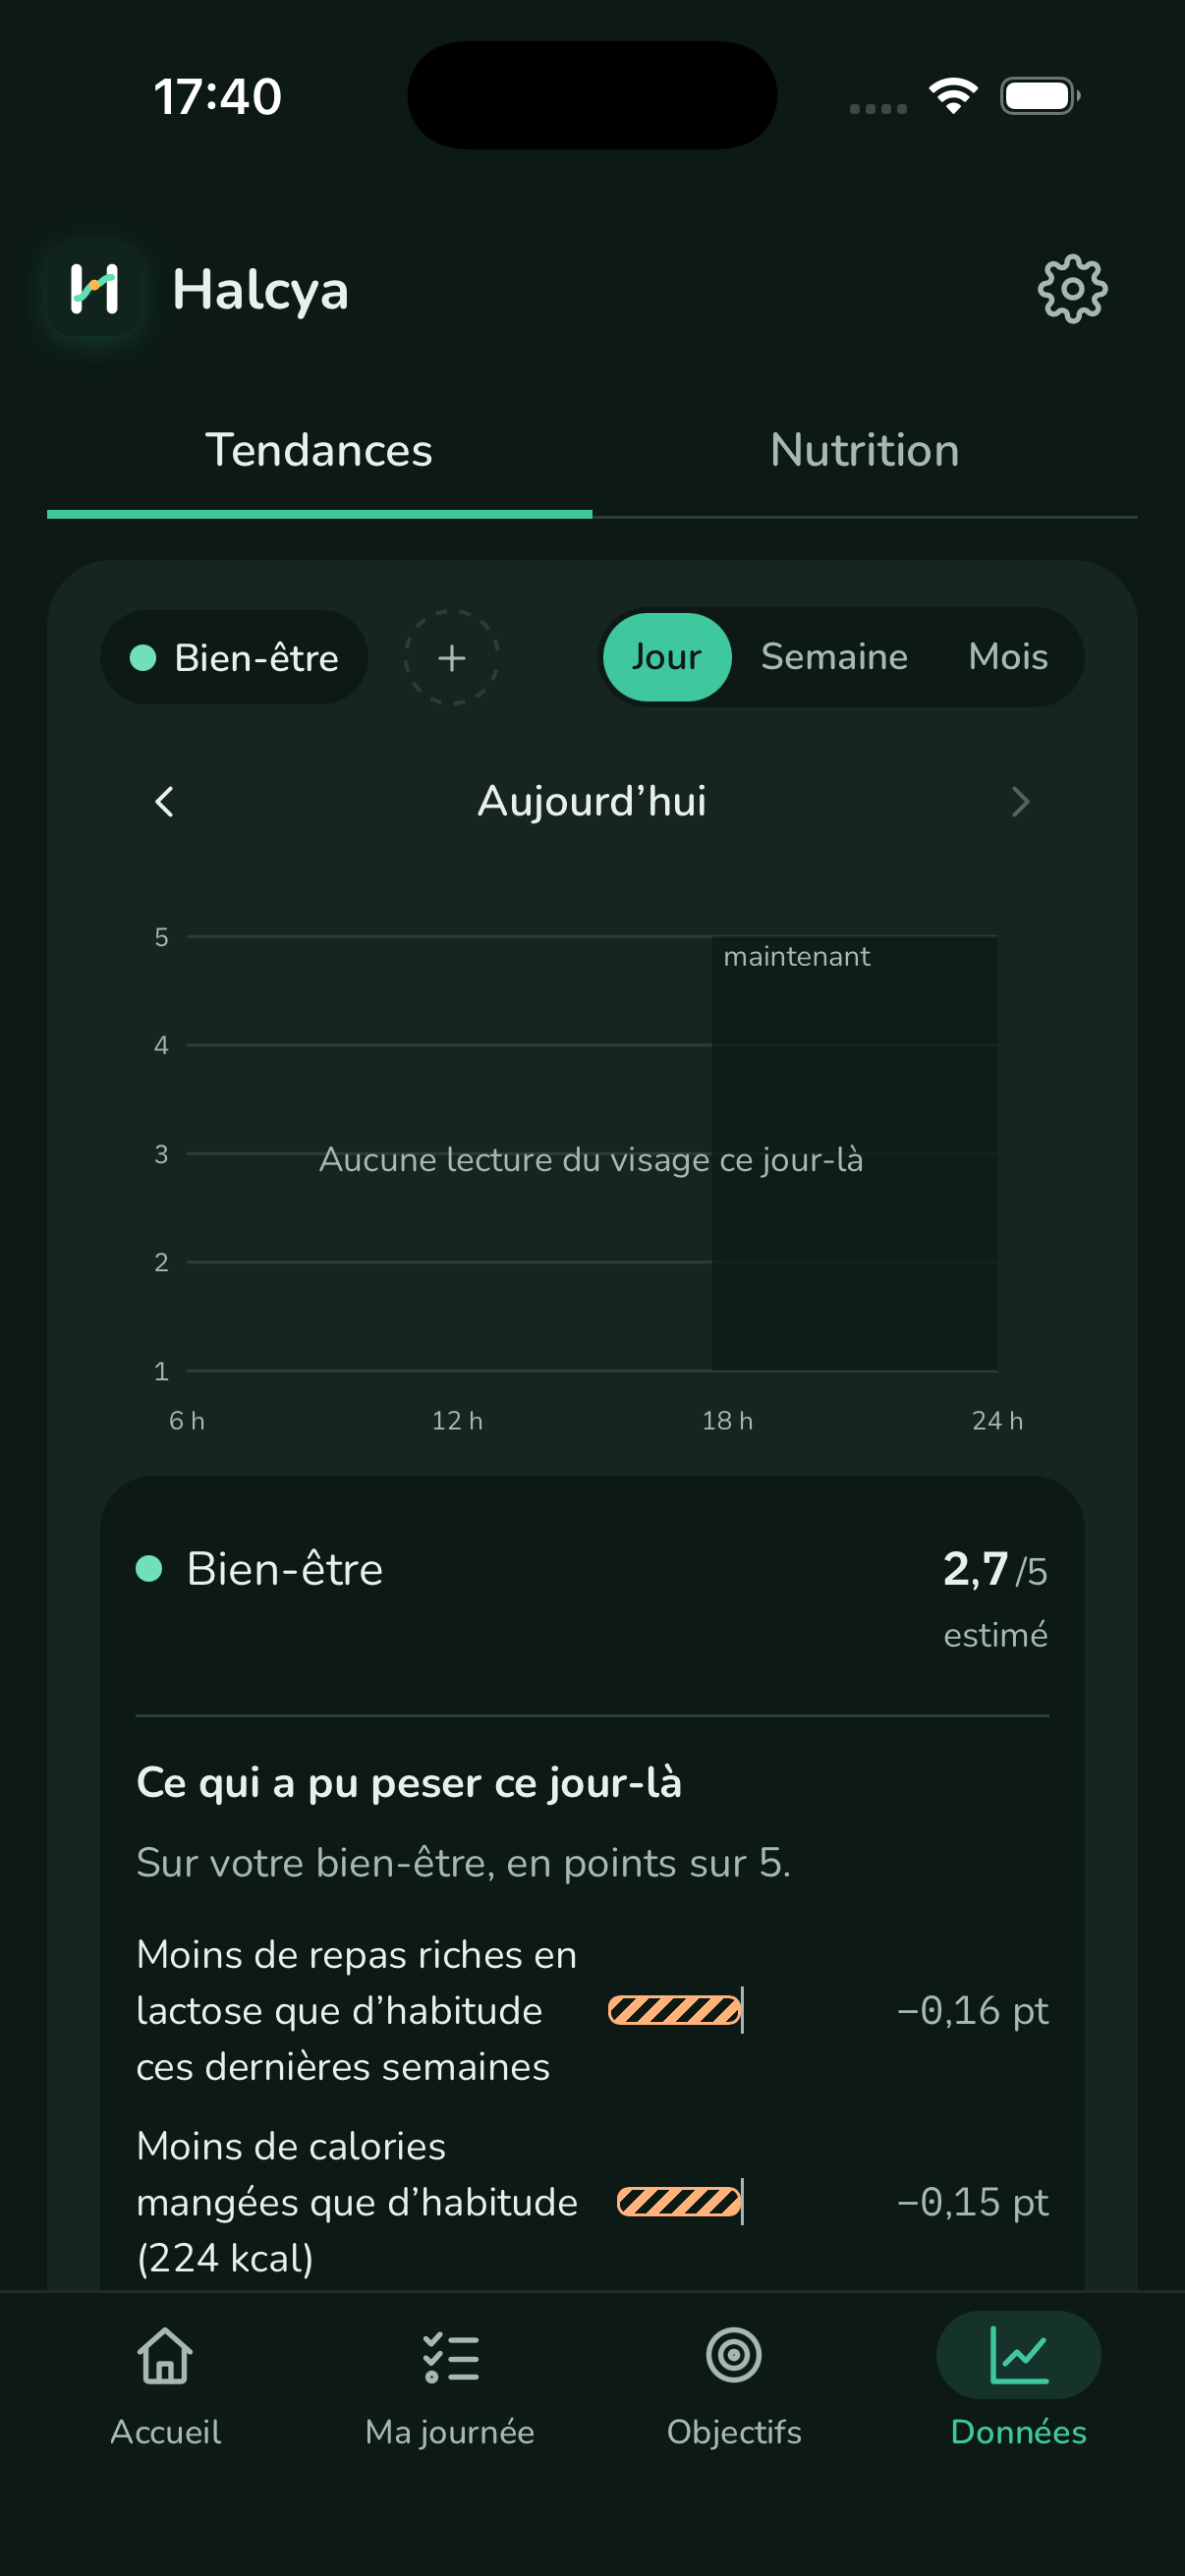 17:40
Halcya
Tendances
Nutrition
Bien-être
+
Jour
Semaine
Mois
Aujourd’hui
5
maintenant
4
3
Aucune lecture du visage ce jour-là
2
1
6 h
12 h
18 h
24 h
Bien-être
2,7 /5
estimé
Ce qui a pu peser ce jour-là
Sur votre bien-être, en points sur 5.
Moins de repas riches en
lactose que d’habitude
ces dernières semaines
−0,16 pt
Moins de calories
mangées que d’habitude
(224 kcal)
−0,15 pt
Accueil
Ma journée
Objectifs
Données